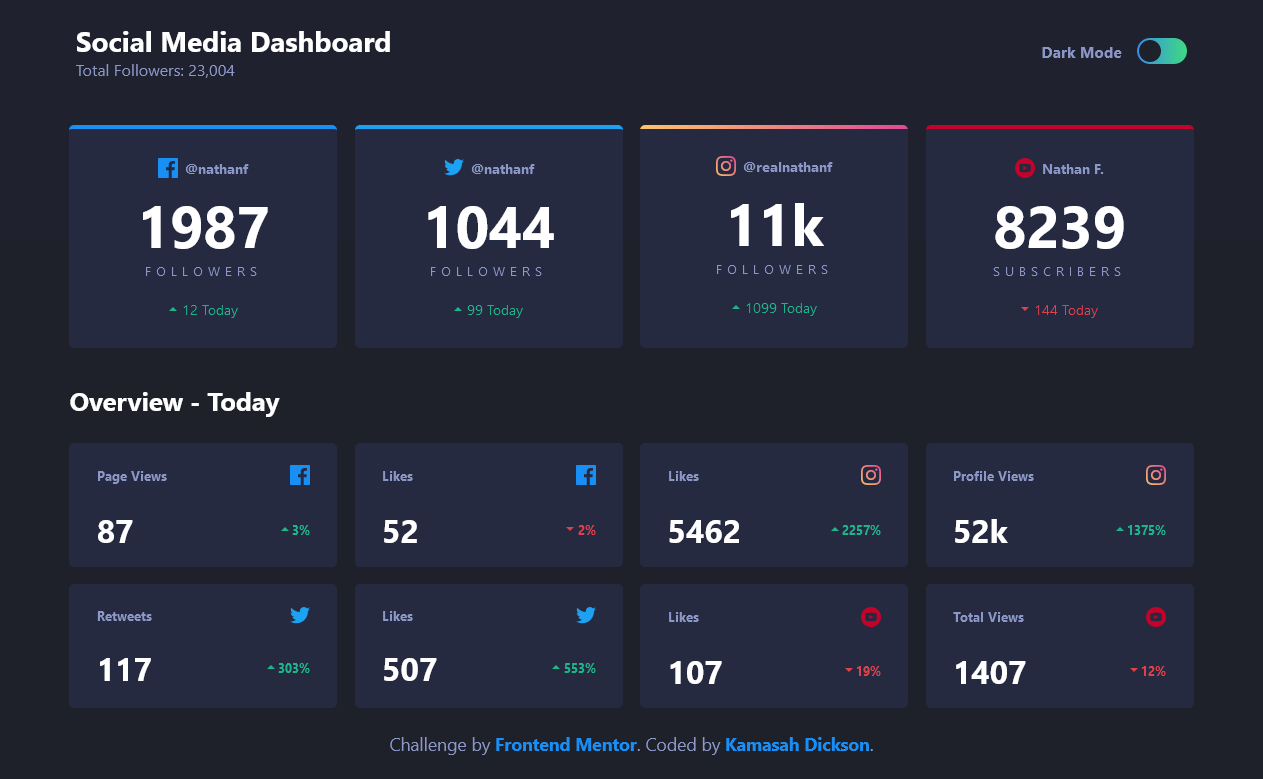 Social Media Dashboard
Total Followers: 23,004
Dark Mode
@nathanf
1987
FOLLOWERS
12 Today
@nathanf
1044
FOLLOWERS
99 Today
@realnathanf
11k
FOLLOWERS
1099 Today
Nathan F.
8239
SUBSCRIBERS
144 Today
Overview - Today
Page Views
87
3%
Likes
52
2%
Likes
5462
2257%
Profile Views
52k
1375%
Retweets
117
303%
Likes
507
553%
Likes
107
19%
Total Views
1407
12%
Challenge by Frontend Mentor. Coded by Kamasah Dickson.